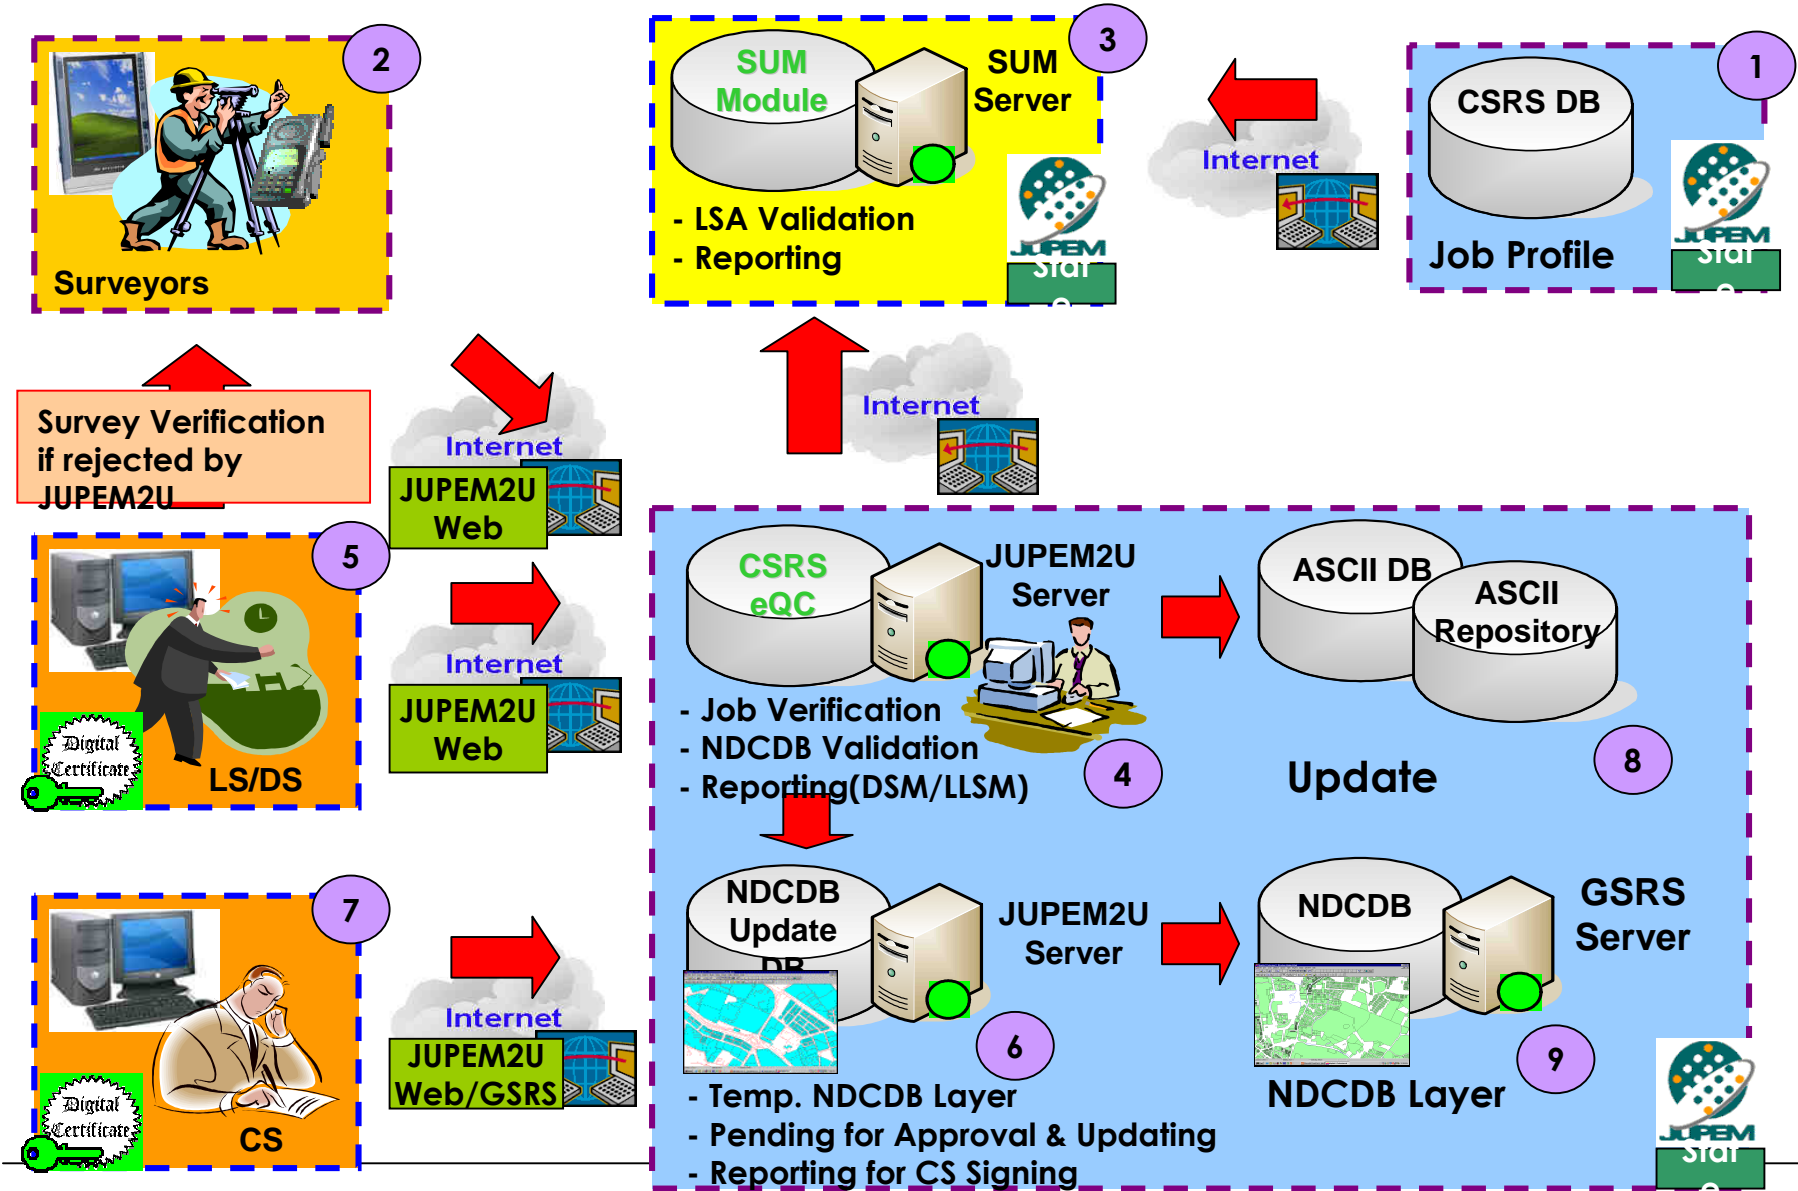 2
Surveyors
SUM
Module
SUM
Server
3
- LSA Validation
- Reporting
JUPEM
Internet
1
CSRS DB
Job Profile
JUPEM
Survey Verification
if rejected by
JUPEM2U
Internet
JUPEM2U
Web
Internet
5
Digital
Certificate
LS/DS
Internet
JUPEM2U
Web
CSRS
eQC
JUPEM2U
Server
- Job Verification
- NDCDB Validation
- Reporting(DSM/LLSM)
4
ASCII DB
ASCII
Repository
Update
8
7
Digital
Certificate
CS
Internet
JUPEM2U
Web/GSRS
NDCDB
Update
DB
JUPEM2U
Server
6
- Temp. NDCDB Layer
- Pending for Approval & Updating
- Reporting for CS Signing
NDCDB
GSRS
Server
9
NDCDB Layer
JUPEM